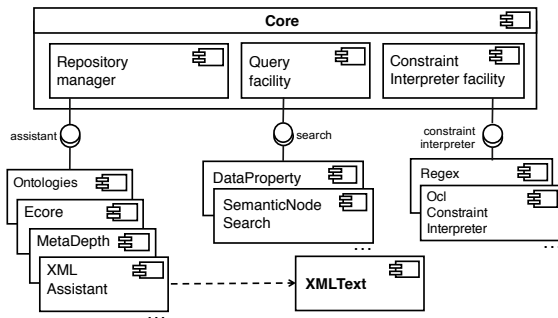 Core
Repository
manager
Query
facility
Constraint
Interpreter facility
assistant
search
constraint
interpreter
Ontologies
Ecore
MetaDepth
XML
Assistant
...
DataProperty
SemanticNode
Search
...
Regex
Ocl
Constraint
Interpreter
...
XMLText